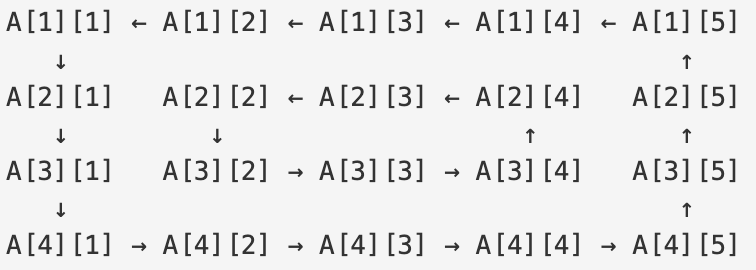 A[1][1] ← A[1][2] ← A[1][3] ← A[1][4] ← A[1][5]
↓ ↑
A[2][1] A[2][2] ← A[2][3] ← A[2][4] A[2][5]
↓ ↓ ↑ ↑
A[3][1] A[3][2] → A[3][3] → A[3][4] A[3][5]
↓ ↑
A[4][1] → A[4][2] → A[4][3] → A[4][4] → A[4][5]